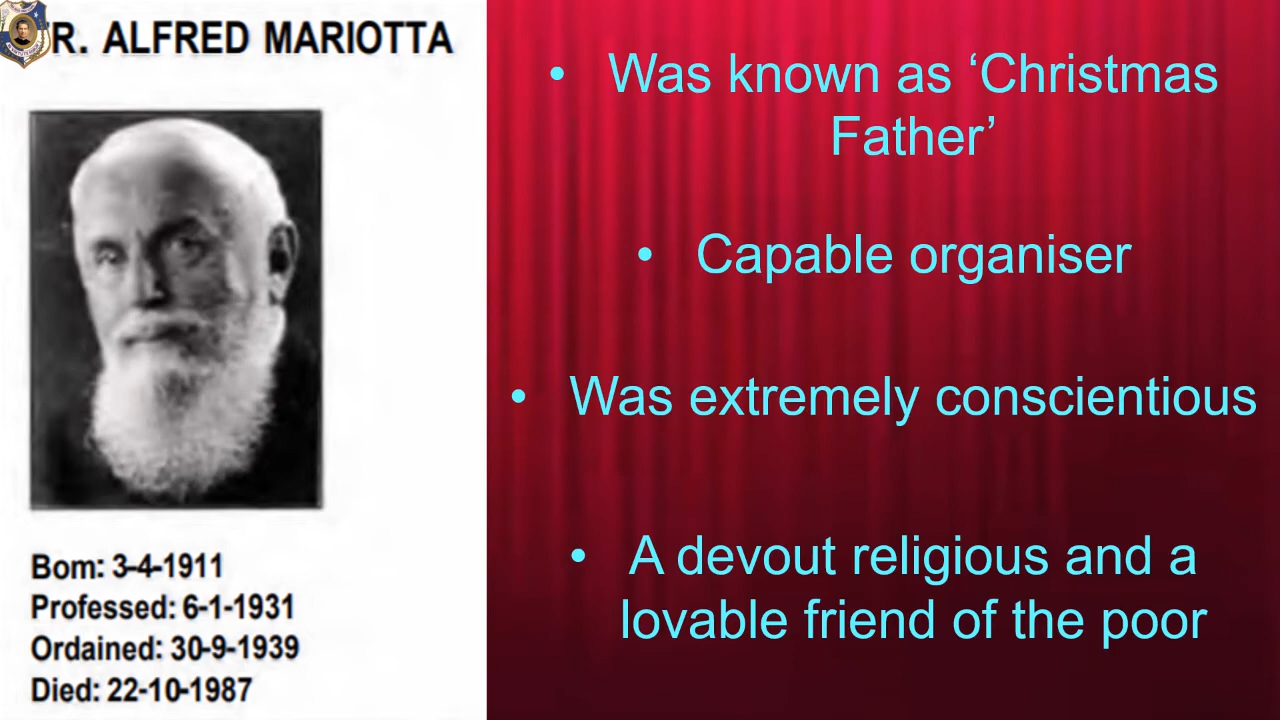 R. ALFRED MARIOTTA
Bom: 3-4-1911
Professed: 6-1-1931
Ordained: 30-9-1939
Died: 22-10-1987
• Was known as ‘Christmas
Father’
• Capable organiser
• Was extremely conscientious
• A devout religious and a
lovable friend of the poor